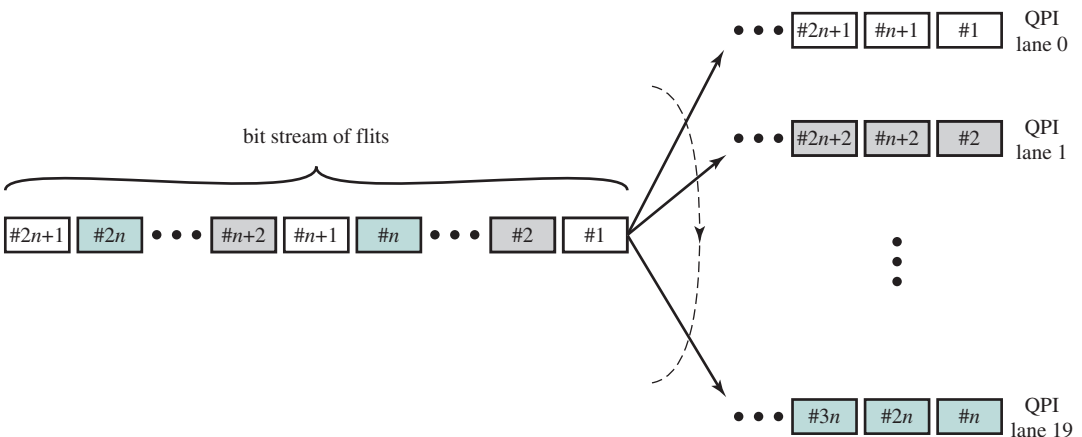 #2n+1 #n+1 #1 QPI lane 0
#2n+2 #n+2 #2 QPI lane 1
bit stream of flits
#2n+1 #2n #n+2 #n+1 #n #2 #1
#3n #2n #n QPI lane 19